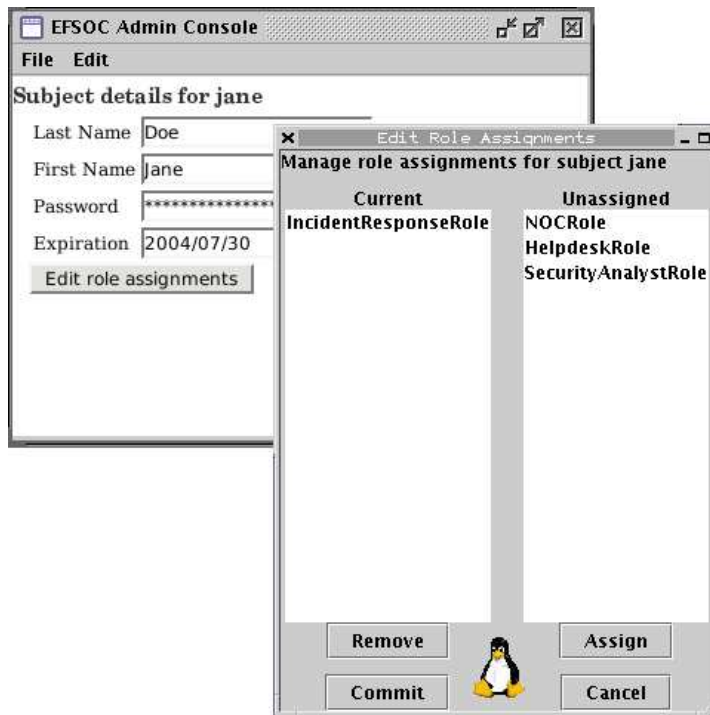 EFSOC Admin Console
File Edit
Subject details for jane
Last Name Doe
First Name Jane
Password ***************
Expiration 2004/07/30
Edit role assignments
Edit Role Assignments
Manage role assignments for subject jane
Current
IncidentResponseRole
Unassigned
NOCRole
HelpdeskRole
SecurityAnalystRole
Remove Assign
Commit Cancel